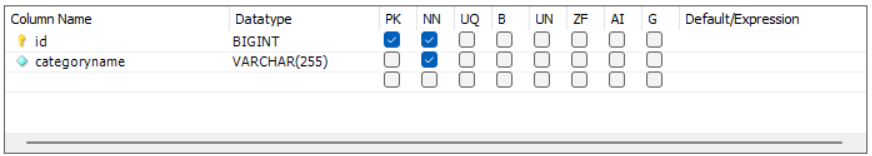 Column Name Datatype PK NN UQ B UN ZF AI G Default/Expression
id BIGINT
categoryname VARCHAR(255)